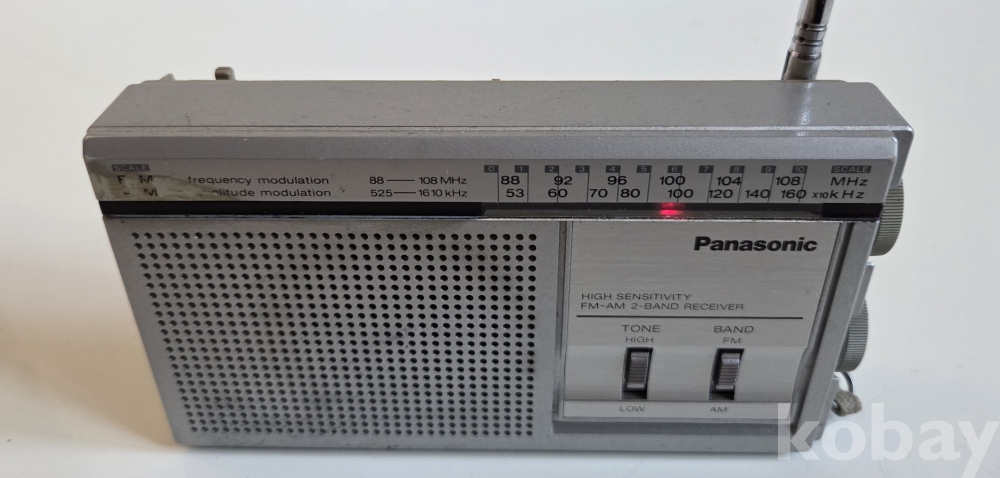 SCALE 0 1 2 3 4 5 6 7 8 9 10 SCALE
F M frequency modulation 88 — 108 MHz 88 92 96 100 104 108 MHz
M 525 — 1610 kHz 53 60 70 80 100 120 140 160 x10 kHz
Panasonic
HIGH SENSITIVITY
FM-AM 2-BAND RECEIVER
TONE BAND
HIGH FM
LOW AM
kobay